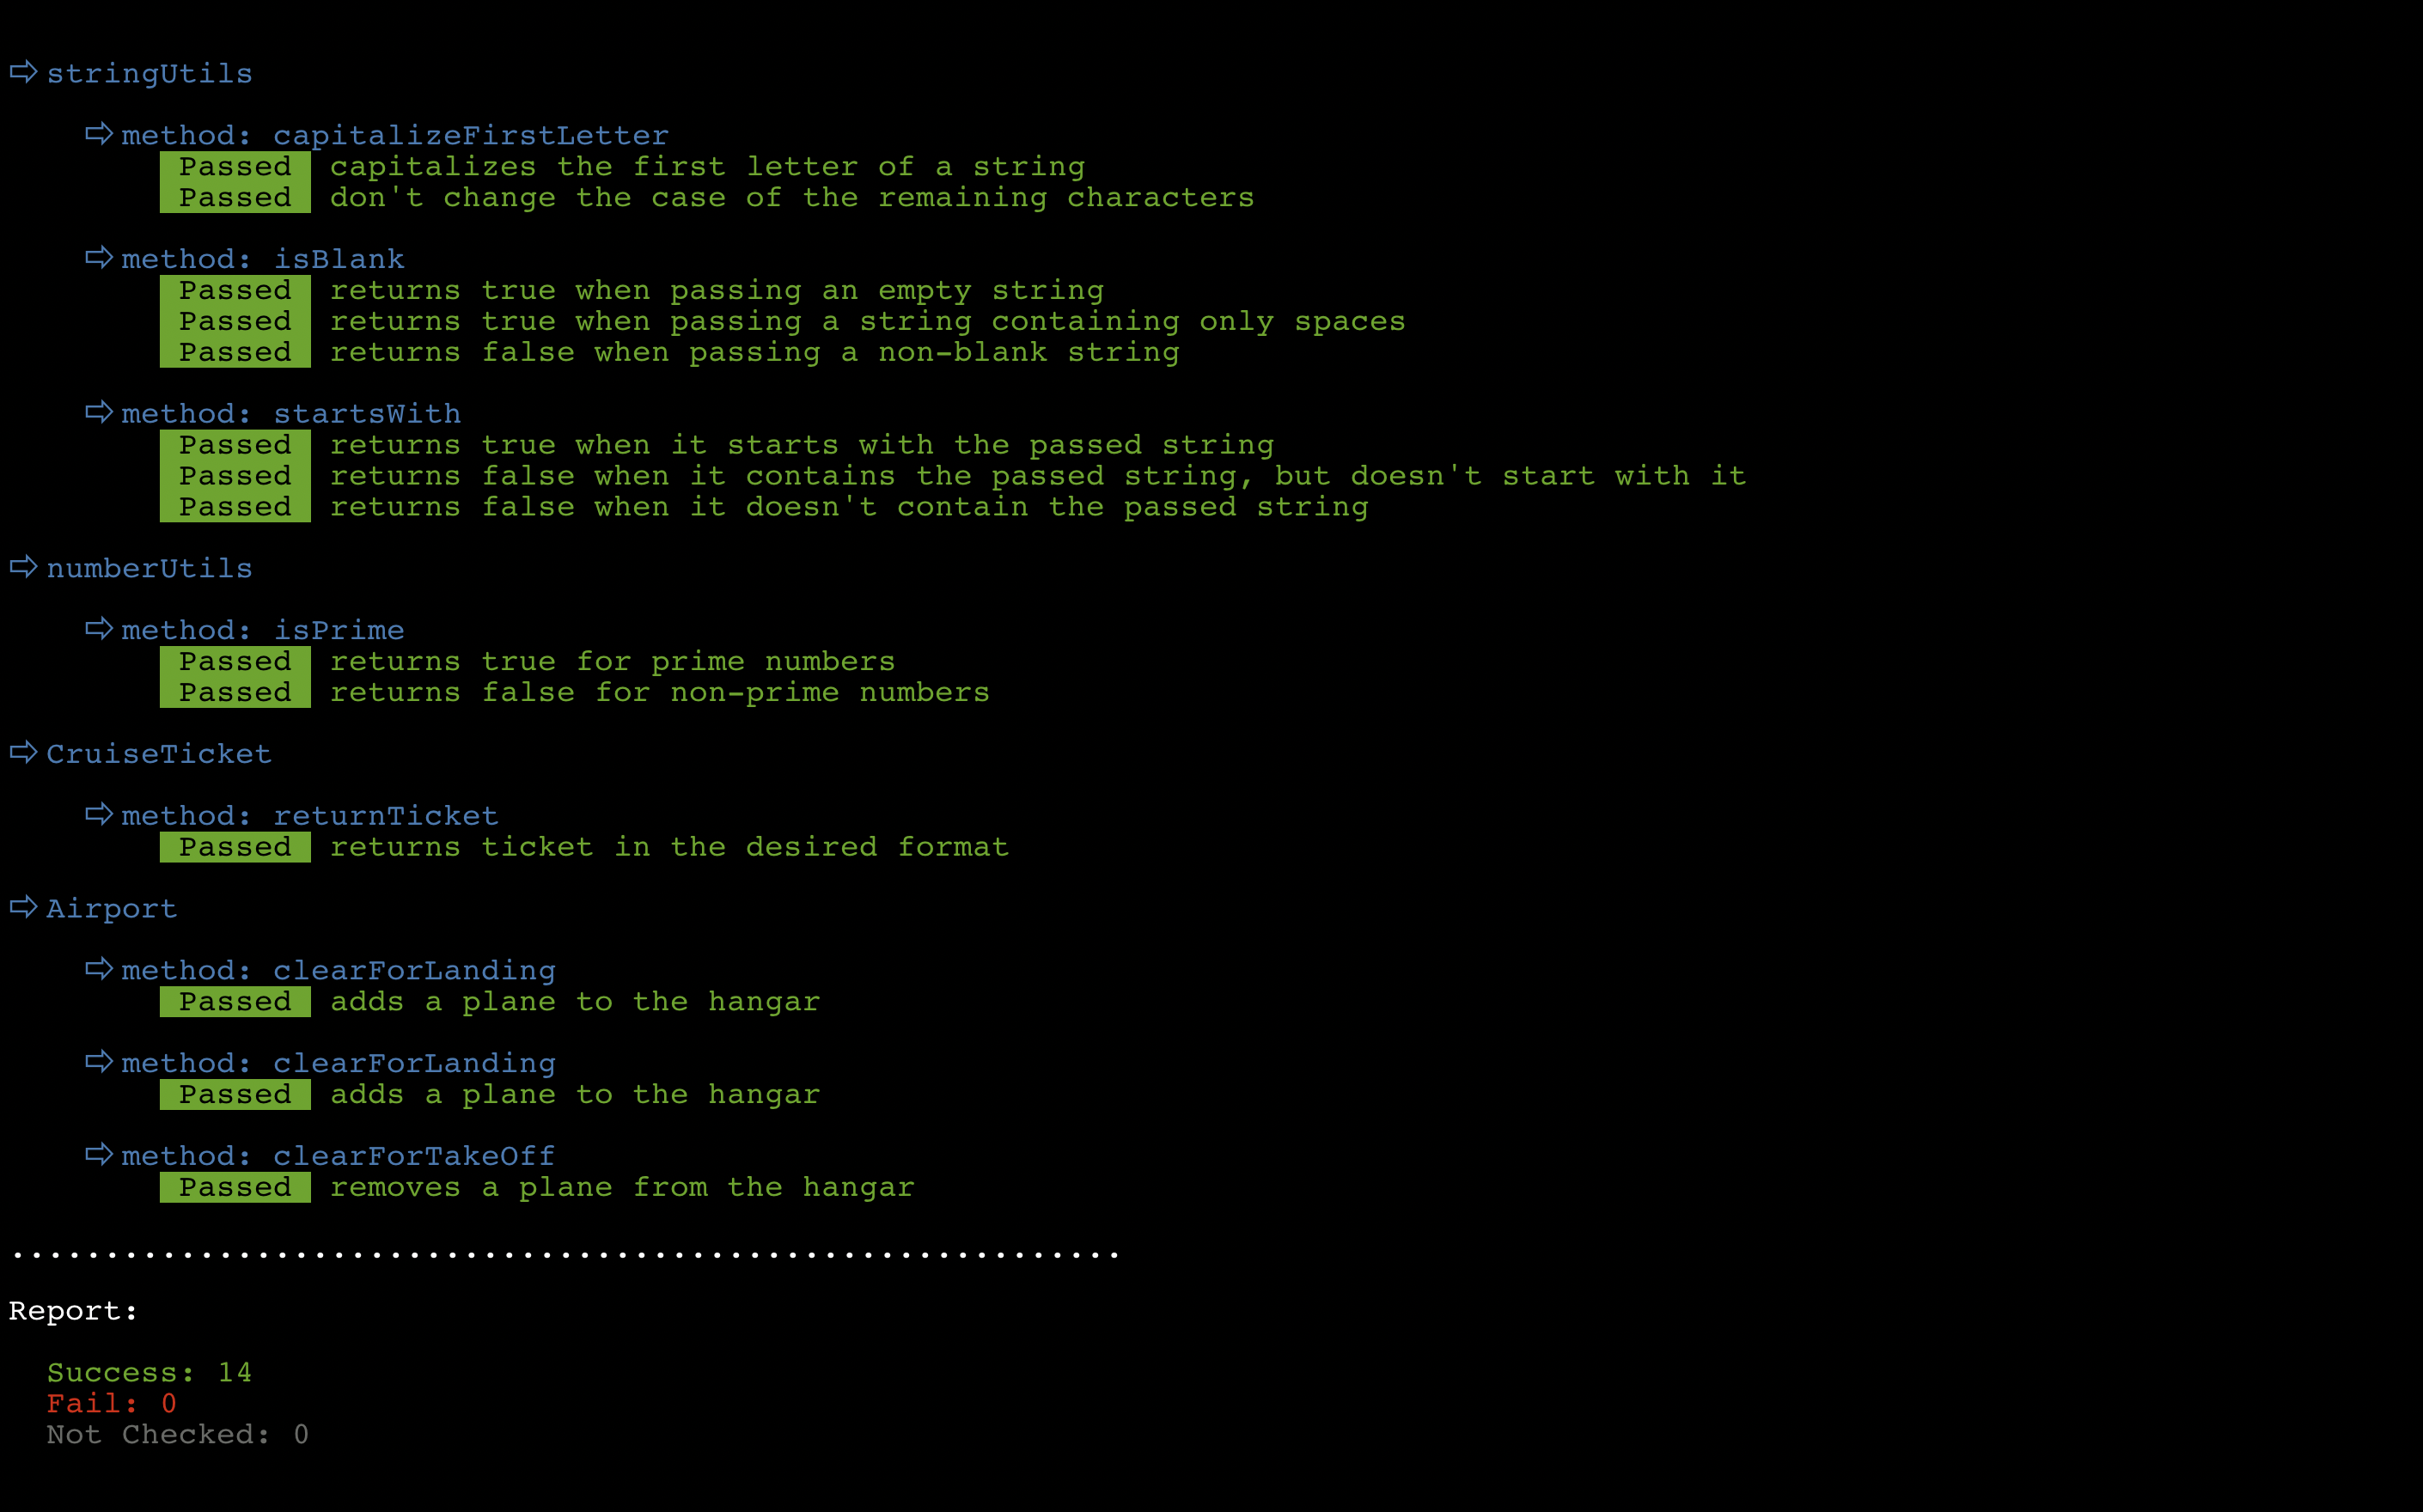 ⇨ stringUtils
⇨ method: capitalizeFirstLetter
Passed capitalizes the first letter of a string
Passed don't change the case of the remaining characters
⇨ method: isBlank
Passed returns true when passing an empty string
Passed returns true when passing a string containing only spaces
Passed returns false when passing a non-blank string
⇨ method: startsWith
Passed returns true when it starts with the passed string
Passed returns false when it contains the passed string, but doesn't start with it
Passed returns false when it doesn't contain the passed string
⇨ numberUtils
⇨ method: isPrime
Passed returns true for prime numbers
Passed returns false for non-prime numbers
⇨ CruiseTicket
⇨ method: returnTicket
Passed returns ticket in the desired format
⇨ Airport
⇨ method: clearForLanding
Passed adds a plane to the hangar
⇨ method: clearForLanding
Passed adds a plane to the hangar
⇨ method: clearForTakeOff
Passed removes a plane from the hangar
...........................................................
Report:
Success: 14
Fail: 0
Not Checked: 0